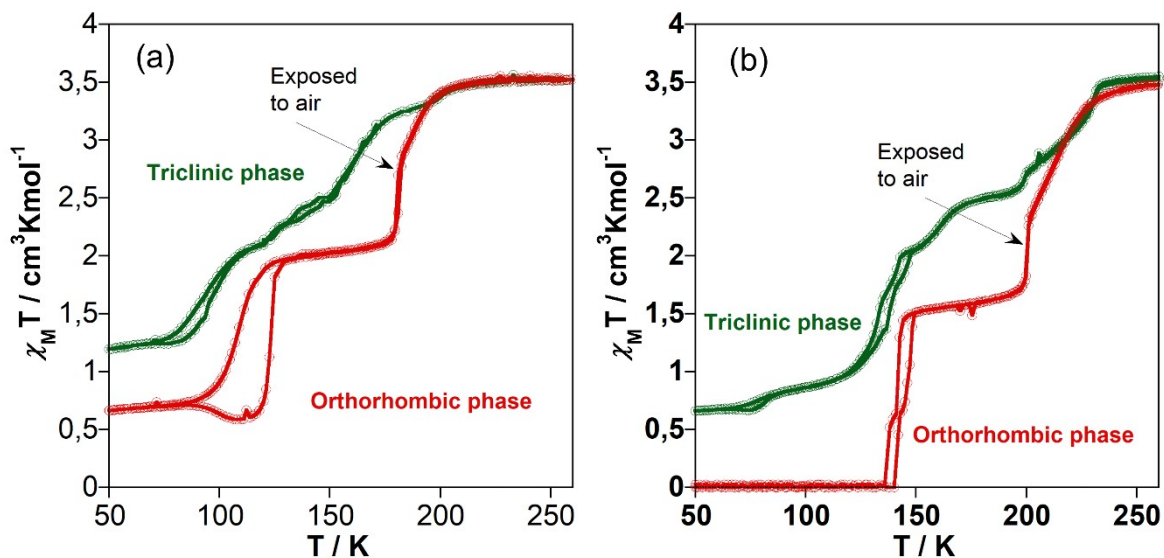 (a)
Exposed
to air
Triclinic phase
Orthorhombic phase
χMT / cm³Kmol⁻¹
4
3,5
3
2,5
2
1,5
1
0,5
0
50
100
150
200
250
T / K
(b)
Exposed
to air
Triclinic phase
Orthorhombic phase
χMT / cm³Kmol⁻¹
4
3,5
3
2,5
2
1,5
1
0,5
0
50
100
150
200
250
T / K